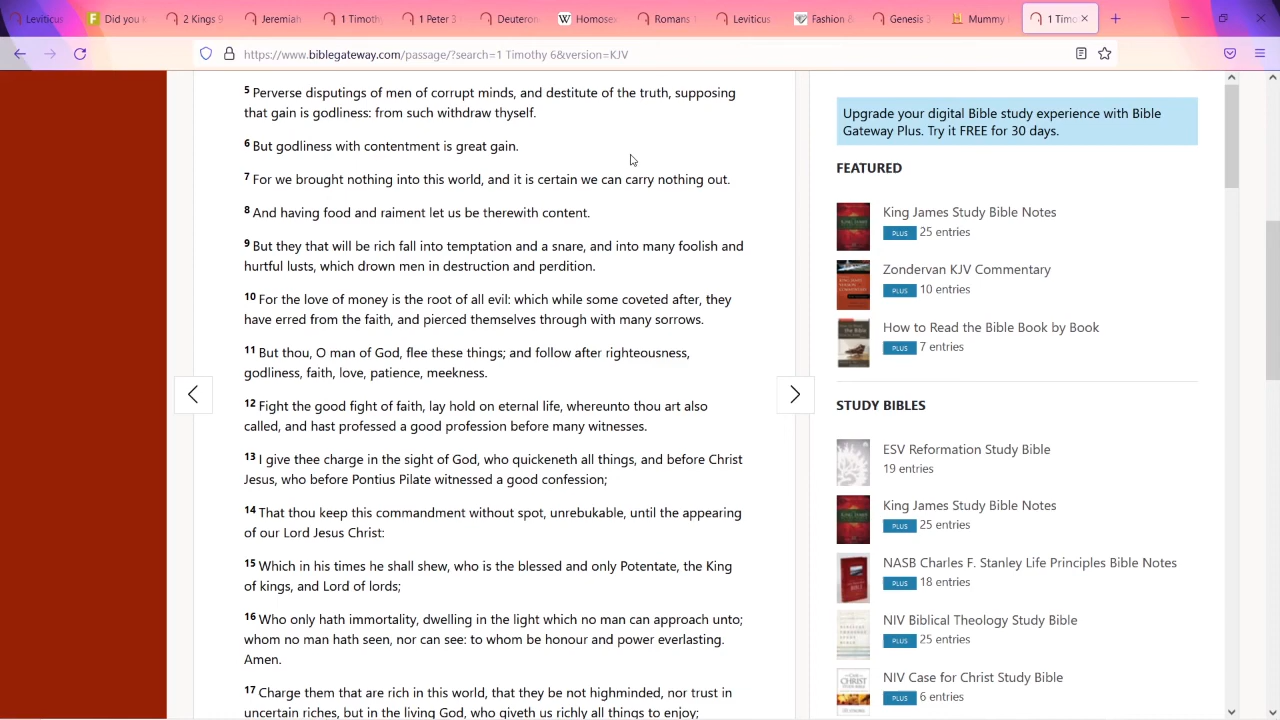 Leviticus
Did you k
2 Kings 9
Jeremiah
1 Timoth
1 Peter 3
Deuteron
Homosex
Romans 1
Leviticus
Fashion &
Genesis 3
Mummy
1 Timo
https://www.biblegateway.com/passage/?search=1 Timothy 6&version=KJV
5 Perverse disputings of men of corrupt minds, and destitute of the truth, supposing
that gain is godliness: from such withdraw thyself.
6 But godliness with contentment is great gain.
7 For we brought nothing into this world, and it is certain we can carry nothing out.
8 And having food and raiment let us be therewith content.
9 But they that will be rich fall into temptation and a snare, and into many foolish and
hurtful lusts, which drown men in destruction and perdition.
10 For the love of money is the root of all evil: which while some coveted after, they
have erred from the faith, and pierced themselves through with many sorrows.
11 But thou, O man of God, flee these things; and follow after righteousness,
godliness, faith, love, patience, meekness.
12 Fight the good fight of faith, lay hold on eternal life, whereunto thou art also
called, and hast professed a good profession before many witnesses.
13 I give thee charge in the sight of God, who quickeneth all things, and before Christ
Jesus, who before Pontius Pilate witnessed a good confession;
14 That thou keep this commandment without spot, unrebukable, until the appearing
of our Lord Jesus Christ:
15 Which in his times he shall shew, who is the blessed and only Potentate, the King
of kings, and Lord of lords;
16 Who only hath immortality, dwelling in the light which no man can approach unto;
whom no man hath seen, nor can see: to whom be honour and power everlasting.
Amen.
17 Charge them that are rich in this world, that they be not highminded, nor trust in
uncertain riches, but in the living God, who giveth us richly all things to enjoy;
Upgrade your digital Bible study experience with Bible
Gateway Plus. Try it FREE for 30 days.
FEATURED
King James Study Bible Notes
PLUS 25 entries
Zondervan KJV Commentary
PLUS 10 entries
How to Read the Bible Book by Book
PLUS 7 entries
STUDY BIBLES
ESV Reformation Study Bible
19 entries
King James Study Bible Notes
PLUS 25 entries
NASB Charles F. Stanley Life Principles Bible Notes
PLUS 18 entries
NIV Biblical Theology Study Bible
PLUS 25 entries
NIV Case for Christ Study Bible
PLUS 6 entries